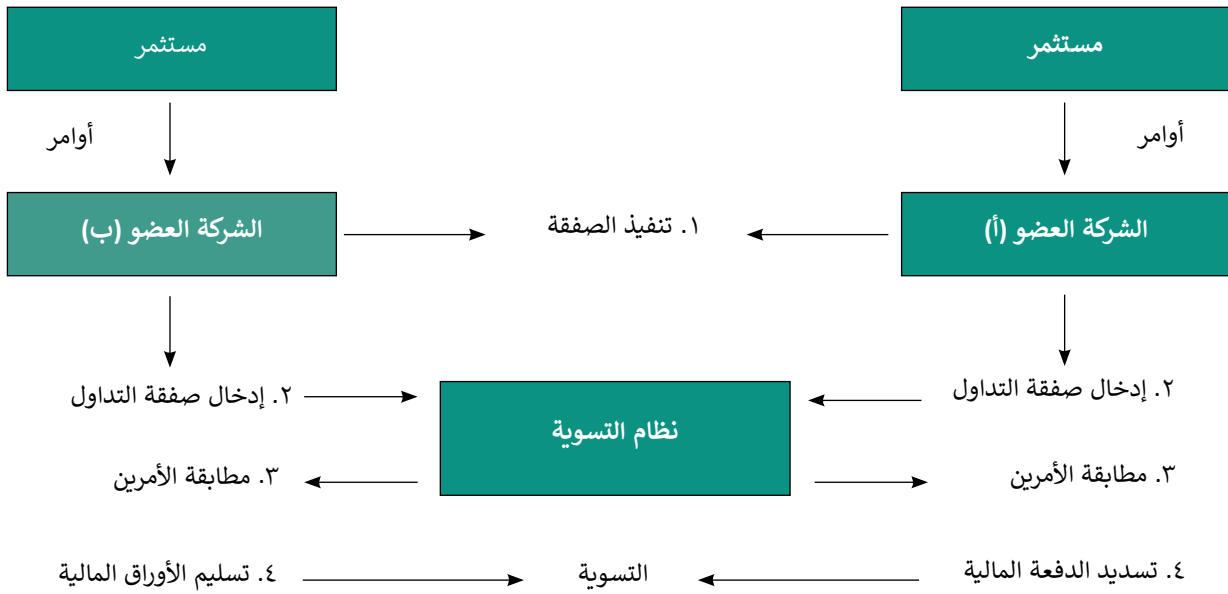 مستثمر
مستثمر
أوامر
أوامر
الشركة العضو (أ)
١. تنفيذ الصفقة
الشركة العضو (ب)
٢. إدخال صفقة التداول
نظام التسوية
٢. إدخال صفقة التداول
٣. مطابقة الأمرين
٣. مطابقة الأمرين
٤. تسديد الدفعة المالية
التسوية
٤. تسليم الأوراق المالية